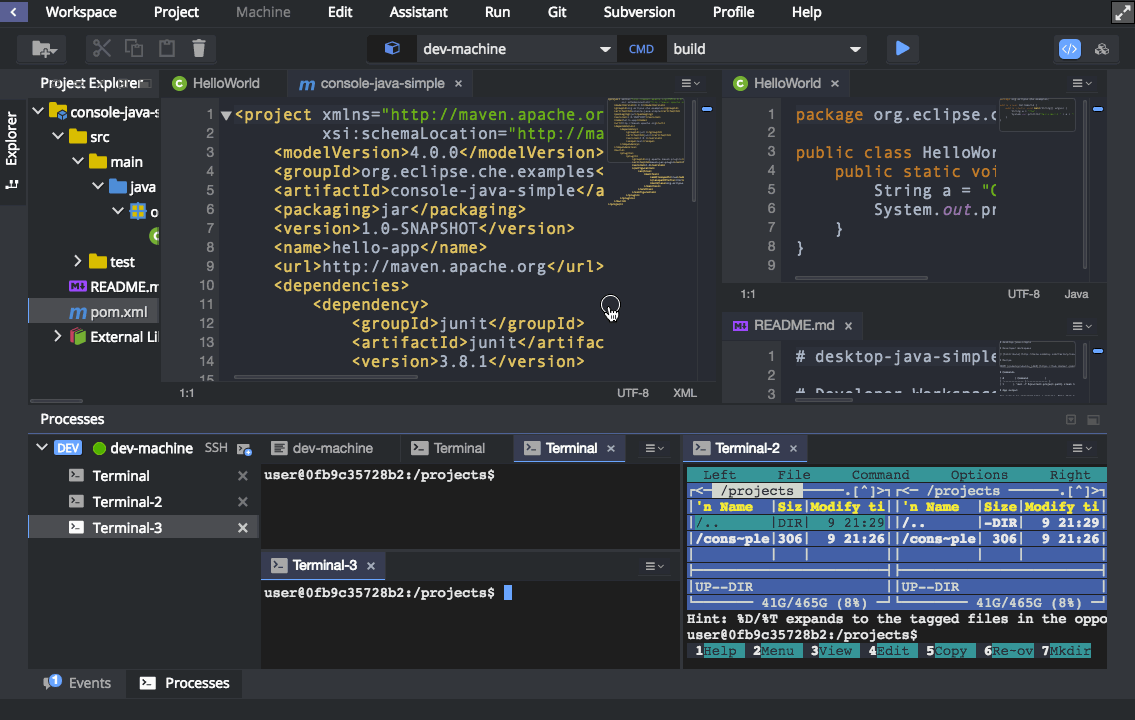 Workspace Project Machine Edit Assistant Run Git Subversion Profile Help
dev-machine CMD build
Project Explorer
Explorer
console-java-s
src
main
java
o
test
README.m
pom.xml
External Li
HelloWorld console-java-simple
1 <project xmlns="http://maven.apache.or
2 xsi:schemaLocation="http://ma
3 <modelVersion>4.0.0</modelVersion>
4 <groupId>org.eclipse.che.examples<
5 <artifactId>console-java-simple</a
6 <packaging>jar</packaging>
7 <version>1.0-SNAPSHOT</version>
8 <name>hello-app</name>
9 <url>http://maven.apache.org</url>
10 <dependencies>
11 <dependency>
12 <groupId>junit</groupId>
13 <artifactId>junit</artifac
14 <version>3.8.1</version>
15
1:1 UTF-8 XML
HelloWorld
1 package org.eclipse.c
2
3 public class HelloWor
4 public static voi
5 String a = "C
6 System.out.pr
7 }
8 }
9
1:1 UTF-8 Java
README.md
1 # desktop-java-simple
2
3 # Developer Workspace
Processes
DEV dev-machine SSH
Terminal
Terminal-2
Terminal-3
dev-machine Terminal Terminal
user@0fb9c35728b2:/projects$
Terminal-3
user@0fb9c35728b2:/projects$
Terminal-2
Left File Command Options Right
<— /projects ———.[^]> <— /projects ———.[^]>
'n Name |Siz|Modify ti||'n Name |Size|Modify ti
/.. |DIR| 9 21:29||/.. |-DIR| 9 21:29
/cons~ple|306| 9 21:26||/cons~ple| 306| 9 21:26
UP--DIR UP--DIR
41G/465G (8%) 41G/465G (8%)
Hint: %D/%T expands to the tagged files in the oppo
user@0fb9c35728b2:/projects$
1Help 2Menu 3View 4Edit 5Copy 6Re~ov 7Mkdir
1 Events Processes